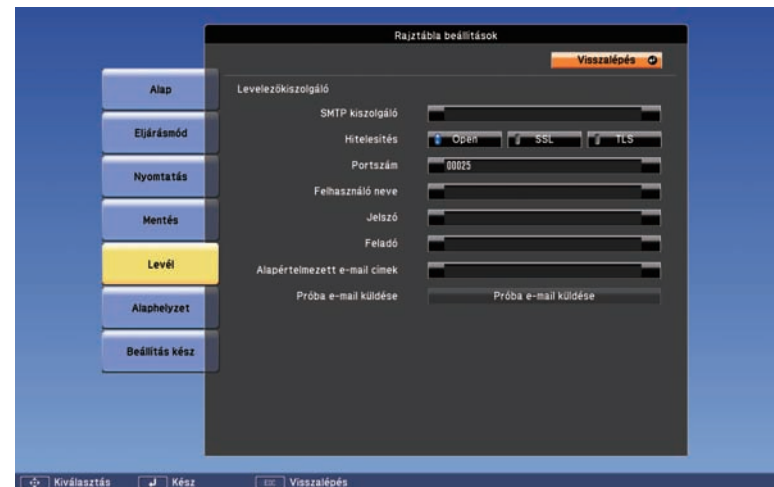 Rajztábla beállítások
Visszalépés
Alap
Eljárásmód
Nyomtatás
Mentés
Levél
Alaphelyzet
Beállítás kész
Levelezőkiszolgáló
SMTP kiszolgáló
Hitelesítés Open SSL TLS
Portszám 00025
Felhasználó neve
Jelszó
Feladó
Alapértelmezett e-mail címek
Próba e-mail küldése Próba e-mail küldése
Kiválasztás Kész ESC Visszalépés